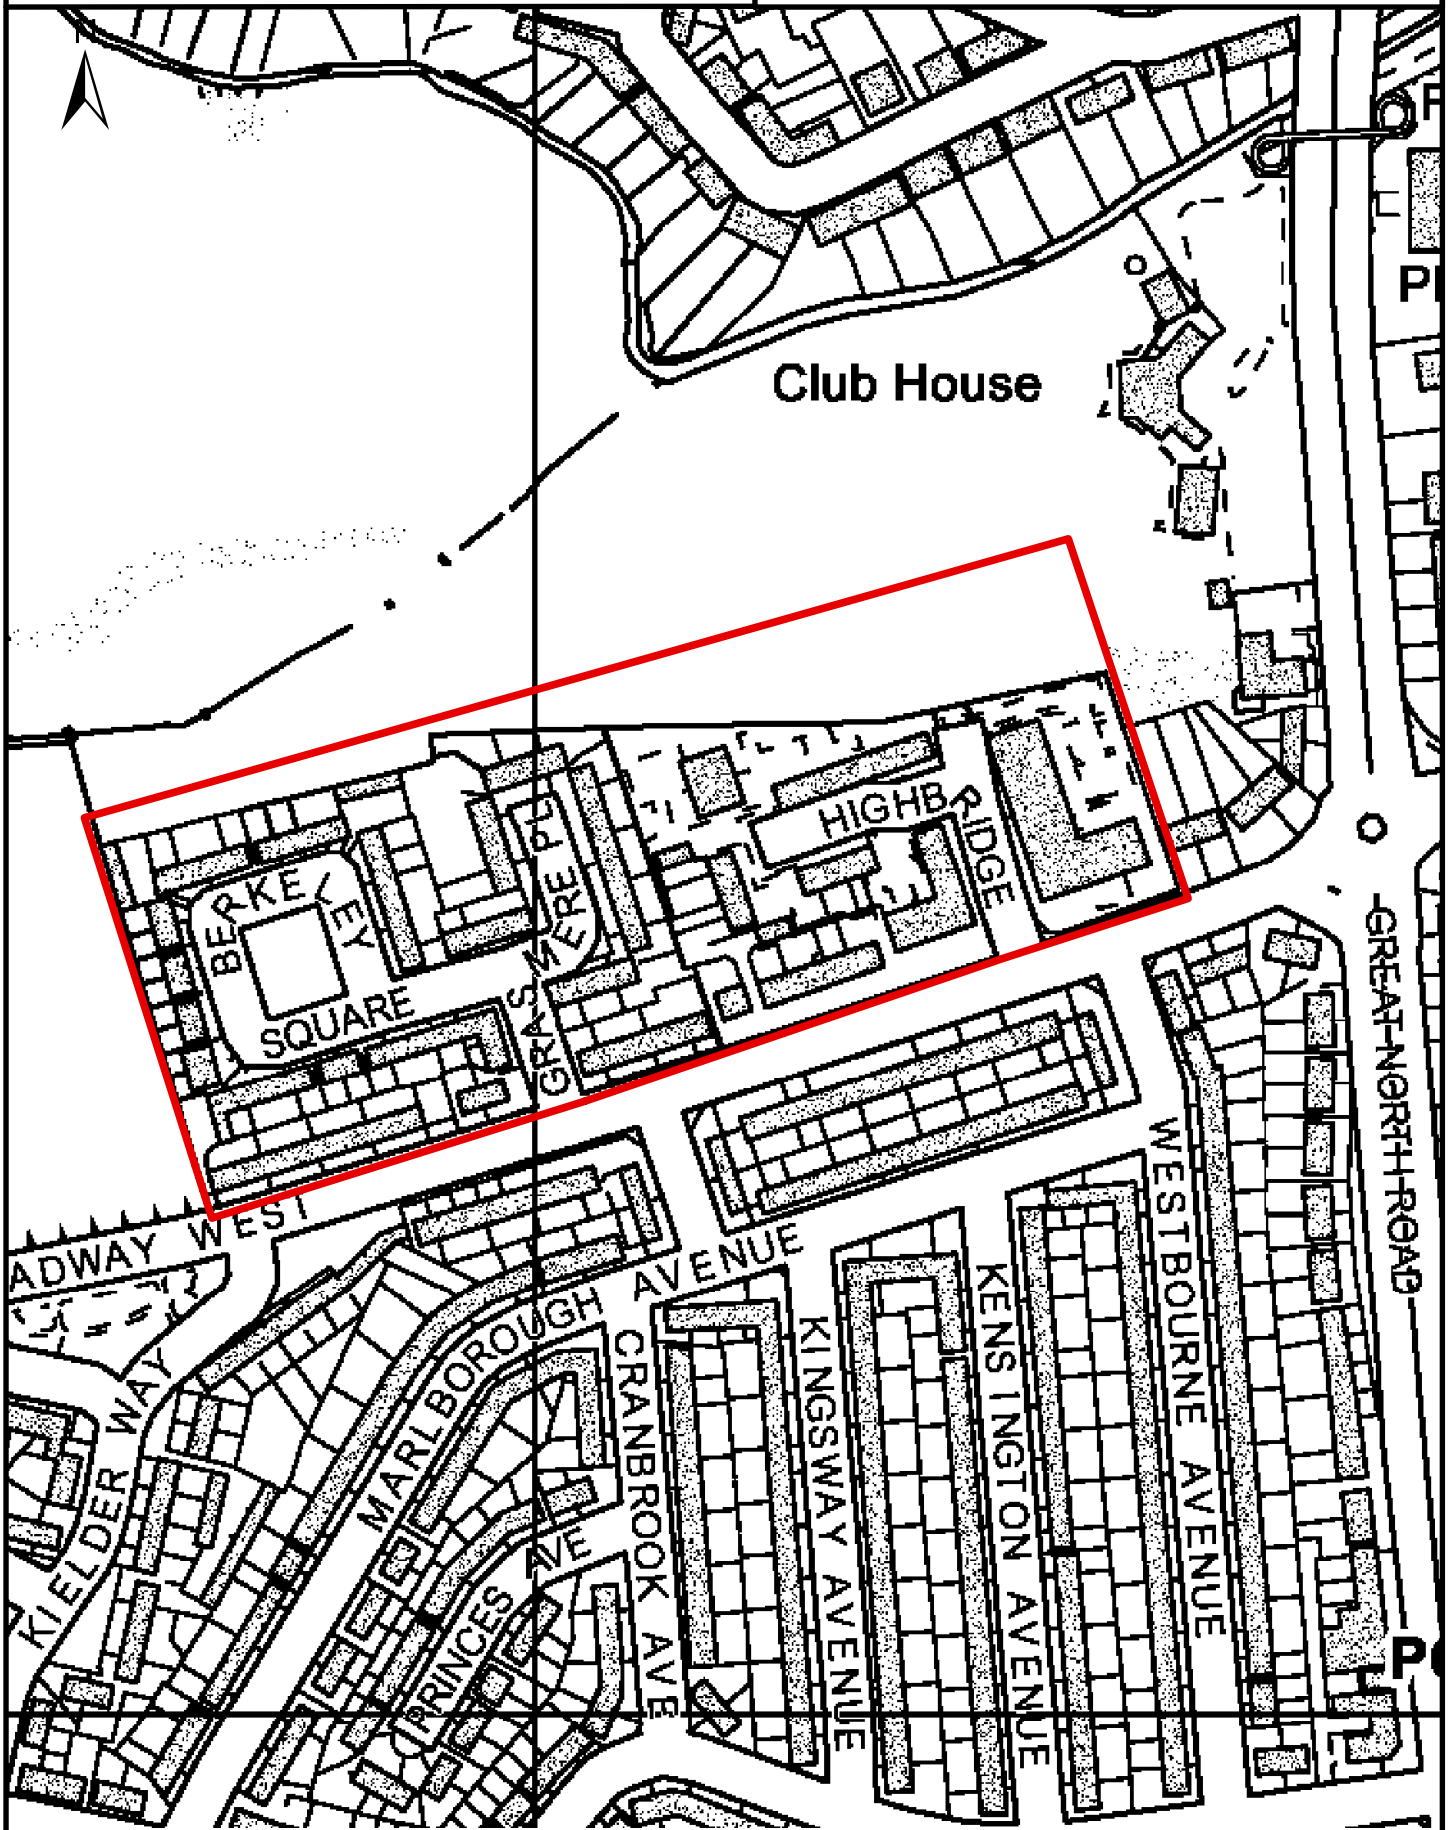 Club House
HIGHBRIDGE
BERKELEY
SQUARE
GRASMERE PL
GREAT NORTH ROAD
ADWAY WEST
MARLBOROUGH AVENUE
CRANBROOK AVE
KINGSWAY AVENUE
KENSINGTON AVENUE
WESTBOURNE AVENUE
KIELDER WAY
PRINCES AVE